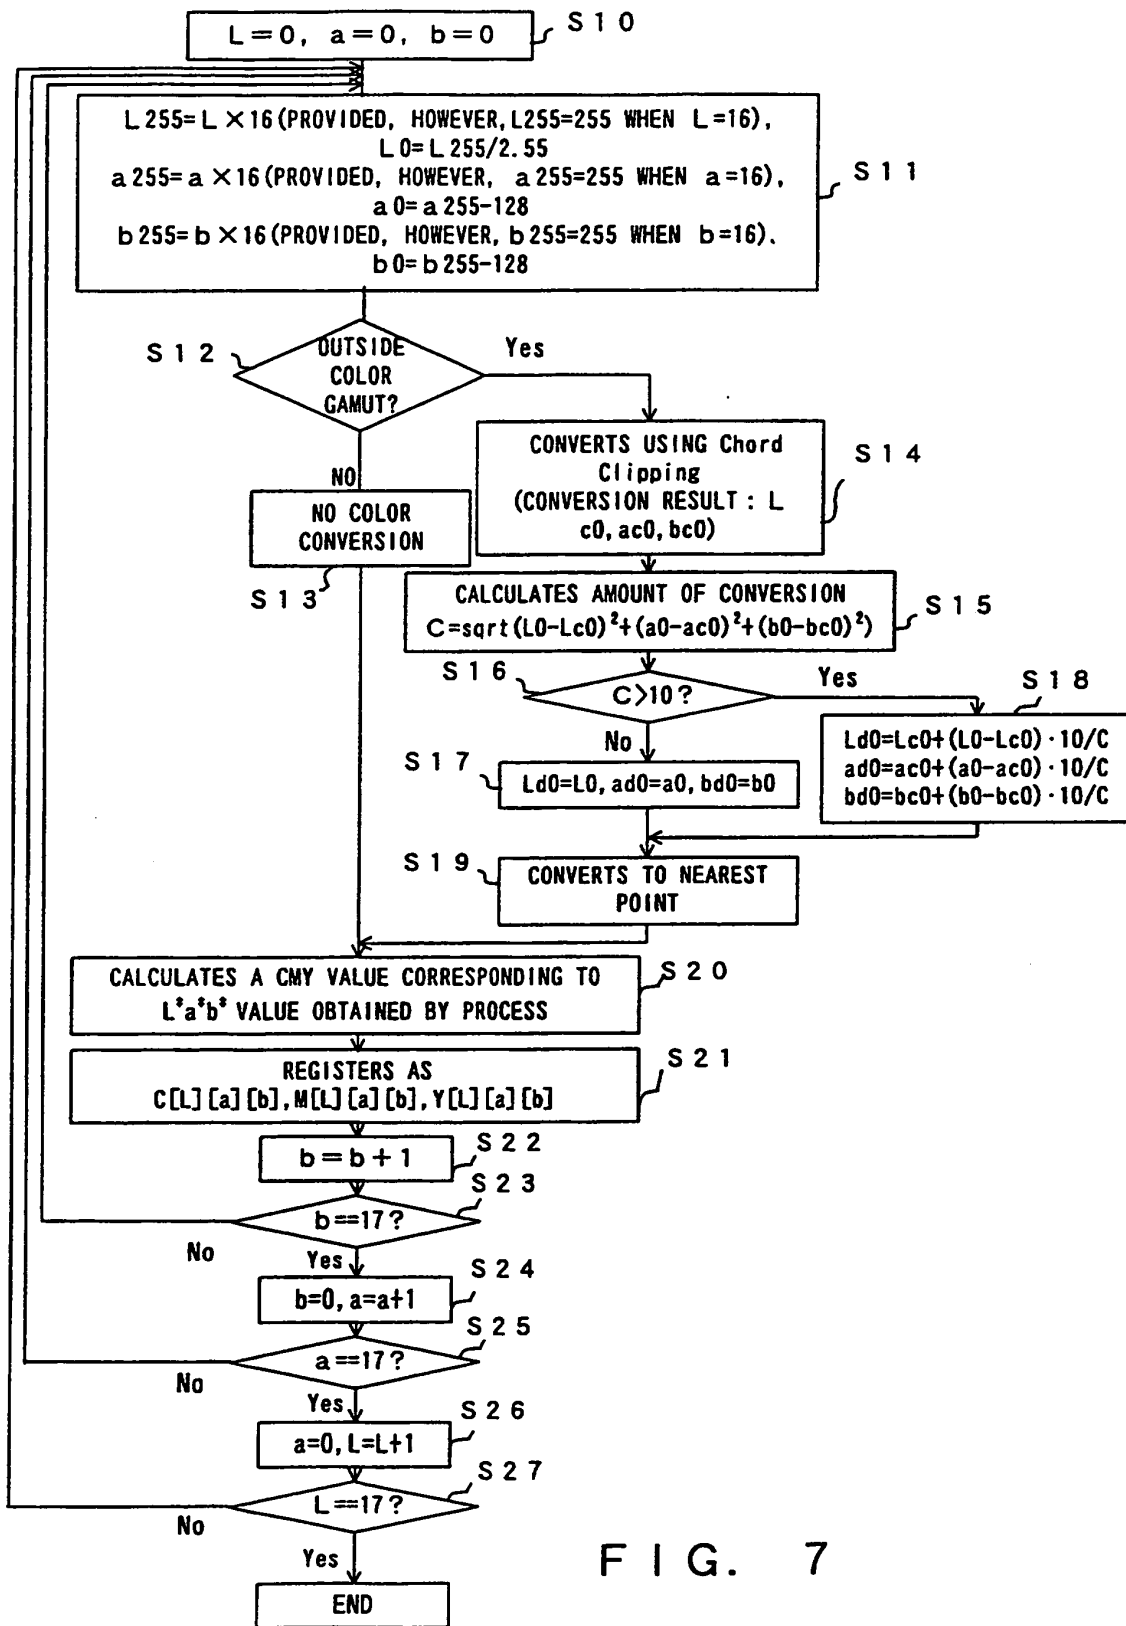 L=0, a=0, b=0
S10
L255=L×16(PROVIDED, HOWEVER,L255=255 WHEN L=16),
L0=L255/2.55
a255=a×16(PROVIDED, HOWEVER, a255=255 WHEN a=16),
a0=a255-128
b255=b×16(PROVIDED, HOWEVER,b255=255 WHEN b=16).
b0=b255-128
S11
S12
OUTSIDE
COLOR
GAMUT?
Yes
NO
NO COLOR
CONVERSION
S13
CONVERTS USING Chord
Clipping
(CONVERSION RESULT: L
c0,ac0,bc0)
S14
CALCULATES AMOUNT OF CONVERSION
C=sqrt(L0-Lc0)²+(a0-ac0)²+(b0-bc0)²)
S15
S16
C>10?
Yes
No
S17
Ld0=L0,ad0=a0,bd0=b0
S18
Ld0=Lc0+(L0-Lc0)·10/C
ad0=ac0+(a0-ac0)·10/C
bd0=bc0+(b0-bc0)·10/C
S19
CONVERTS TO NEAREST
POINT
CALCULATES A CMY VALUE CORRESPONDING TO
L*a*b* VALUE OBTAINED BY PROCESS
S20
REGISTERS AS
C[L][a][b],M[L][a][b],Y[L][a][b]
S21
b=b+1
S22
b==17?
S23
No
Yes
b=0,a=a+1
S24
a==17?
S25
No
Yes
a=0,L=L+1
S26
L==17?
S27
No
Yes
END
FIG. 7